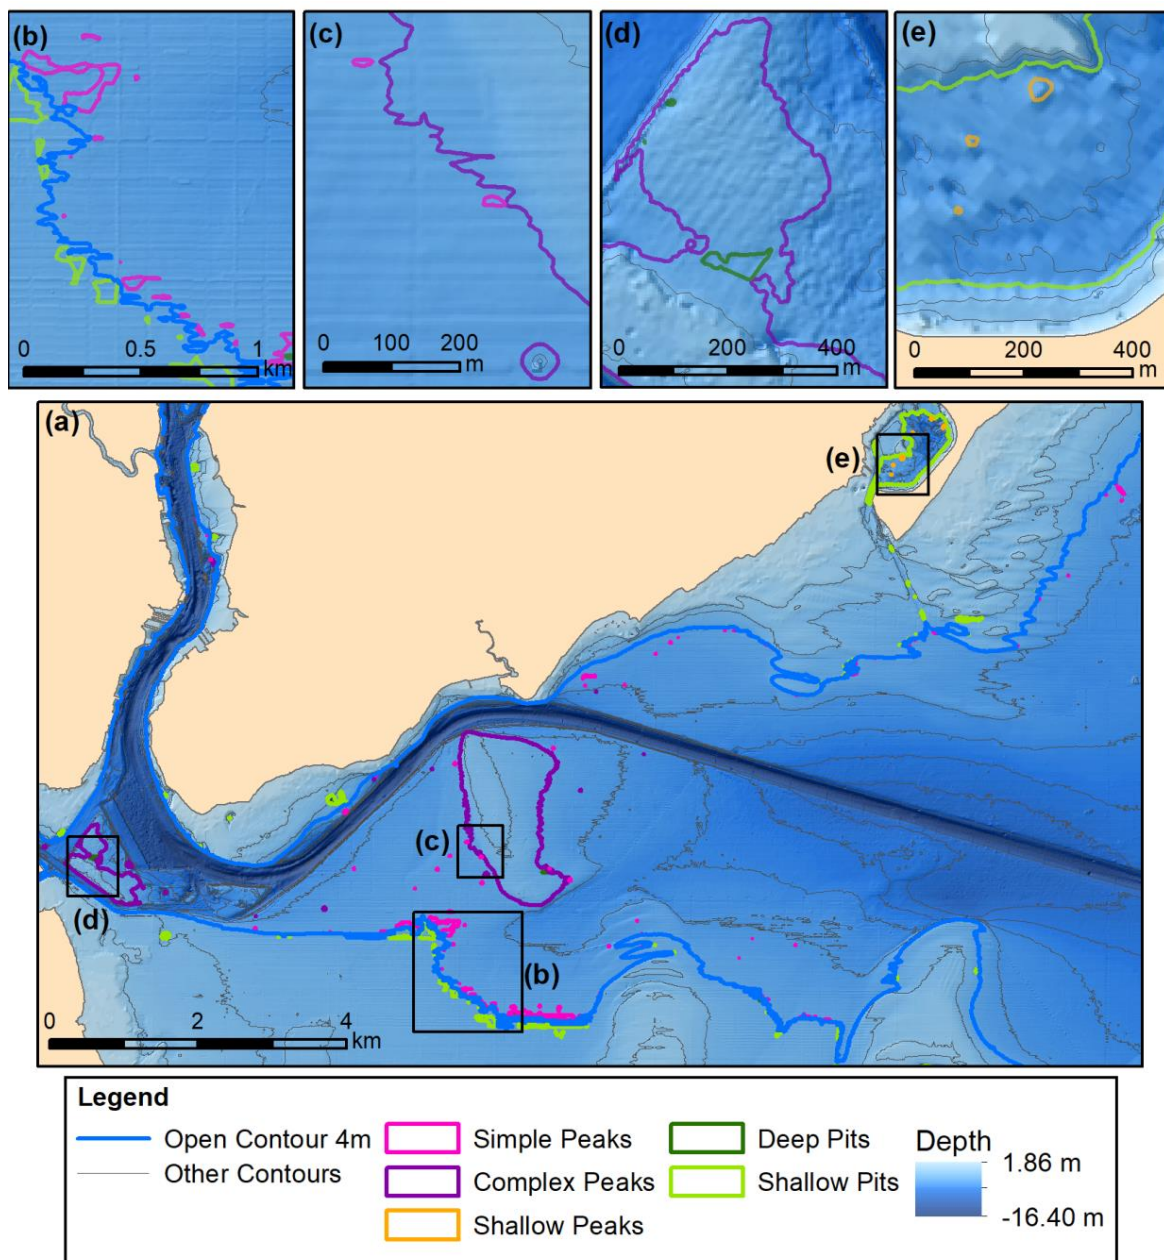 (b)
(c)
(d)
(e)
0 0.5 1
km
0 100 200
m
0 200 400
m
0 200 400
m
(a)
(e)
(c)
(d)
(b)
0 2 4
km
Legend
Open Contour 4m
Other Contours
Simple Peaks
Complex Peaks
Shallow Peaks
Deep Pits
Shallow Pits
Depth
1.86 m
-16.40 m